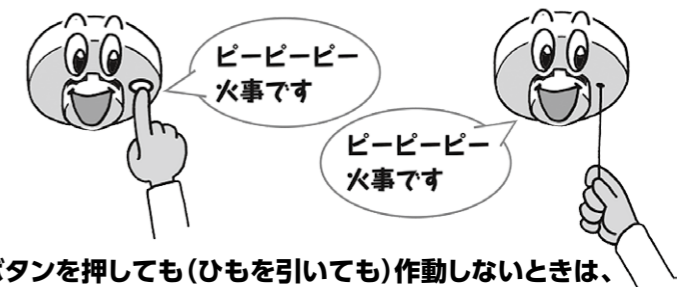 ピーピーピー
火事です
ピーピーピー
火事です
ボタンを押しても(ひもを引いても)作動しないときは、